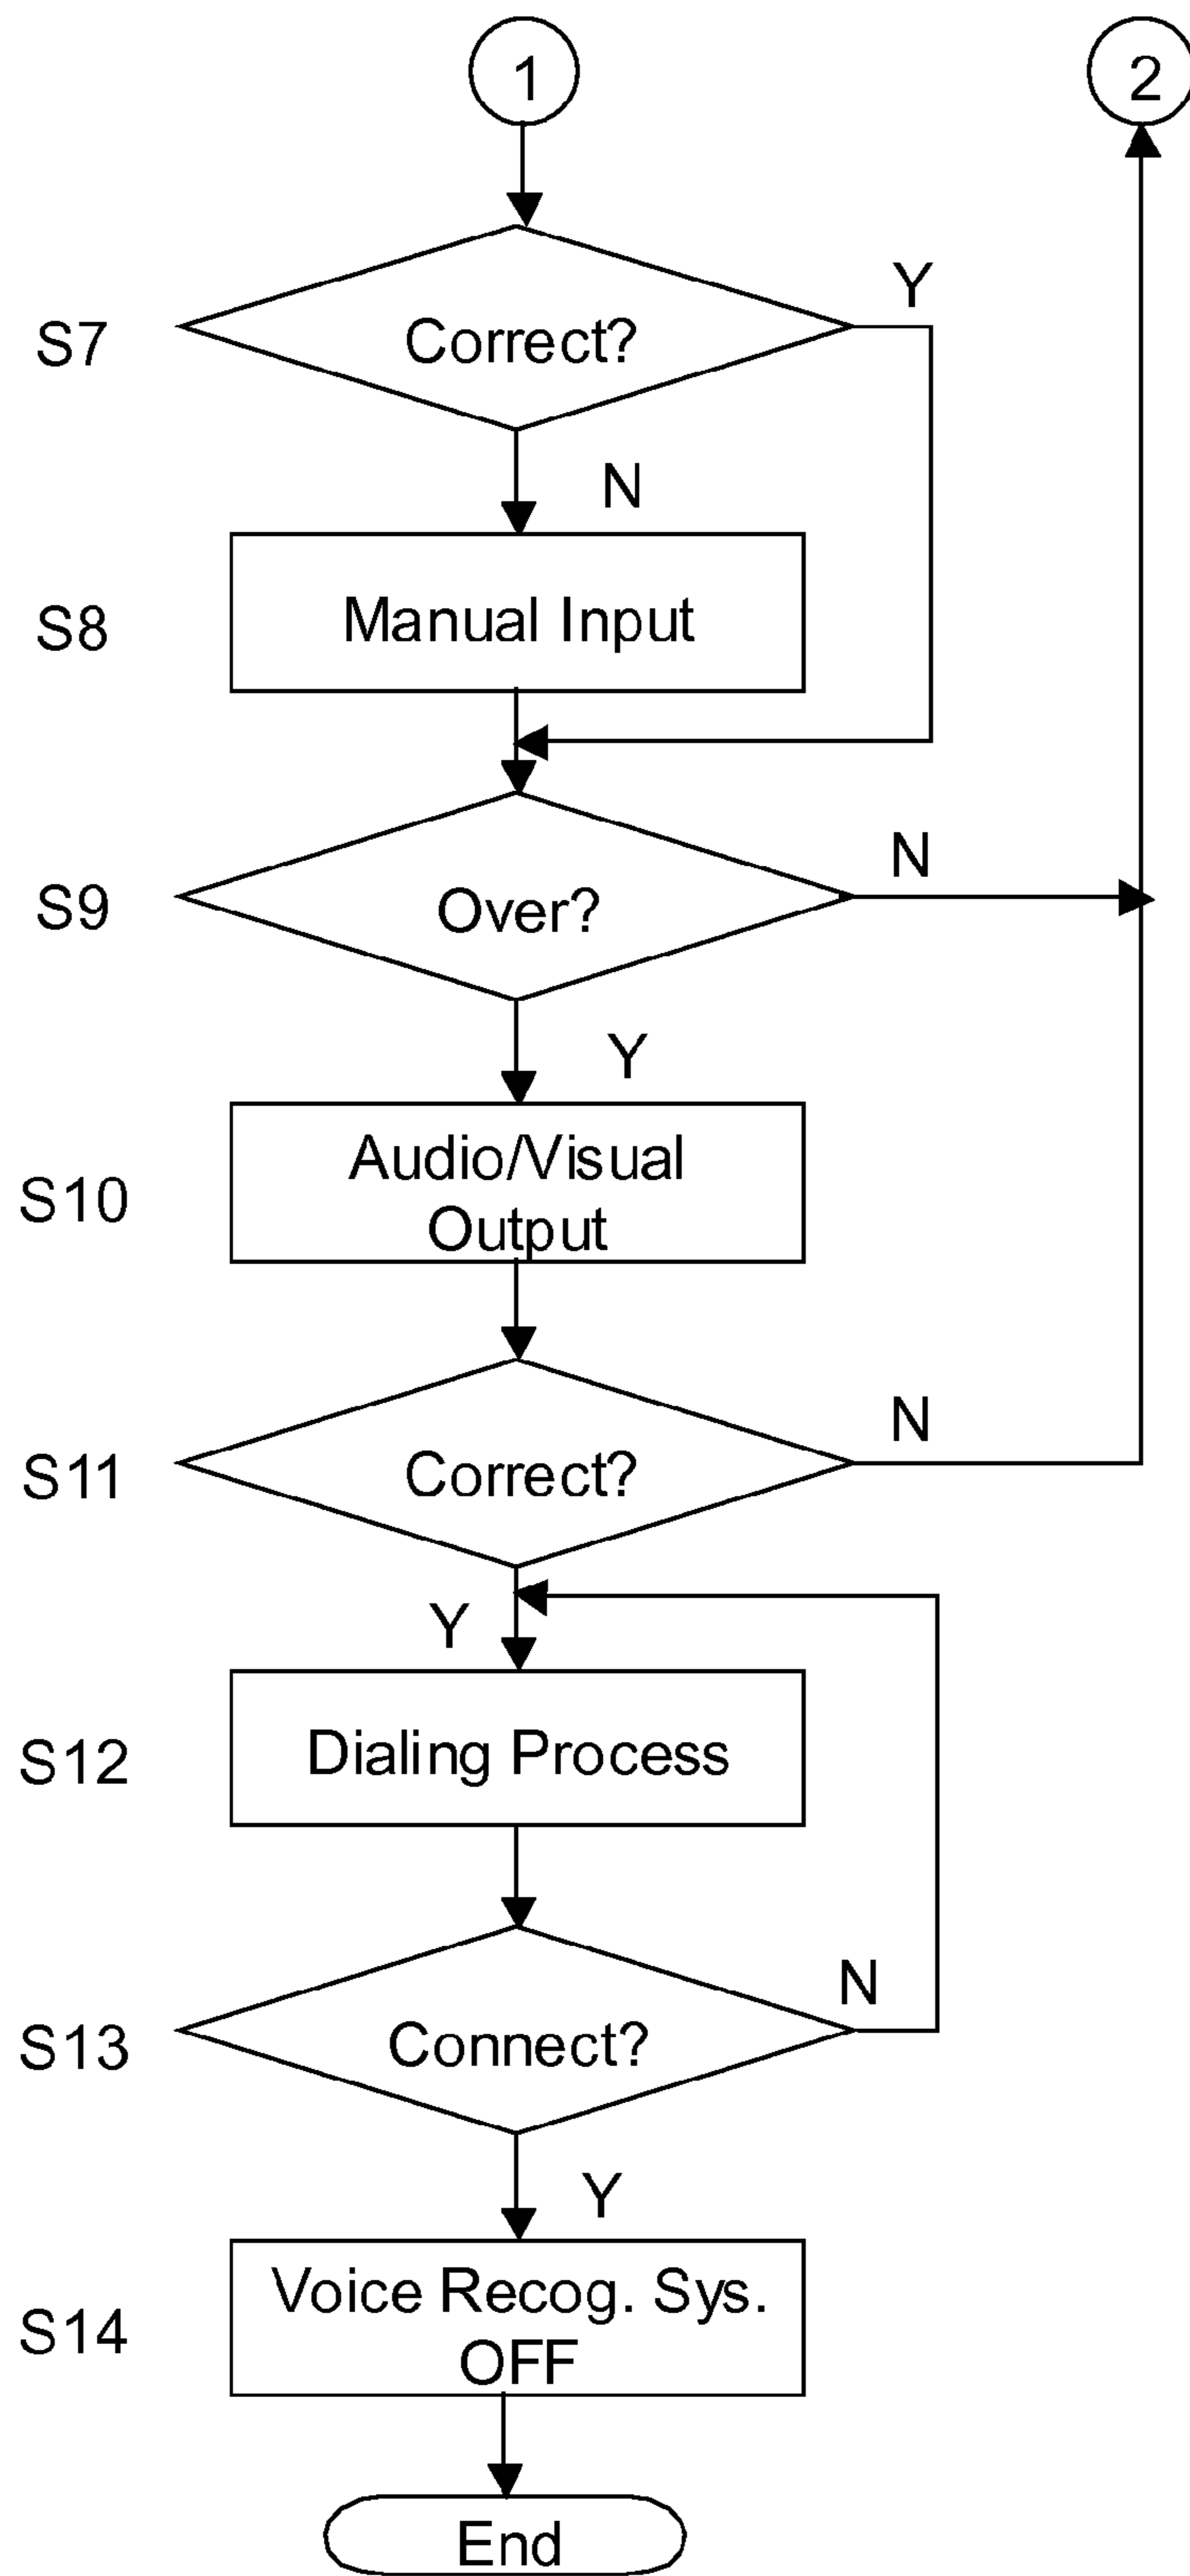 1
2
Y
S7
Correct?
N
S8
Manual Input
N
S9
Over?
Y
S10
Audio/Visual
Output
N
S11
Correct?
Y
S12
Dialing Process
N
S13
Connect?
Y
S14
Voice Recog. Sys.
OFF
End